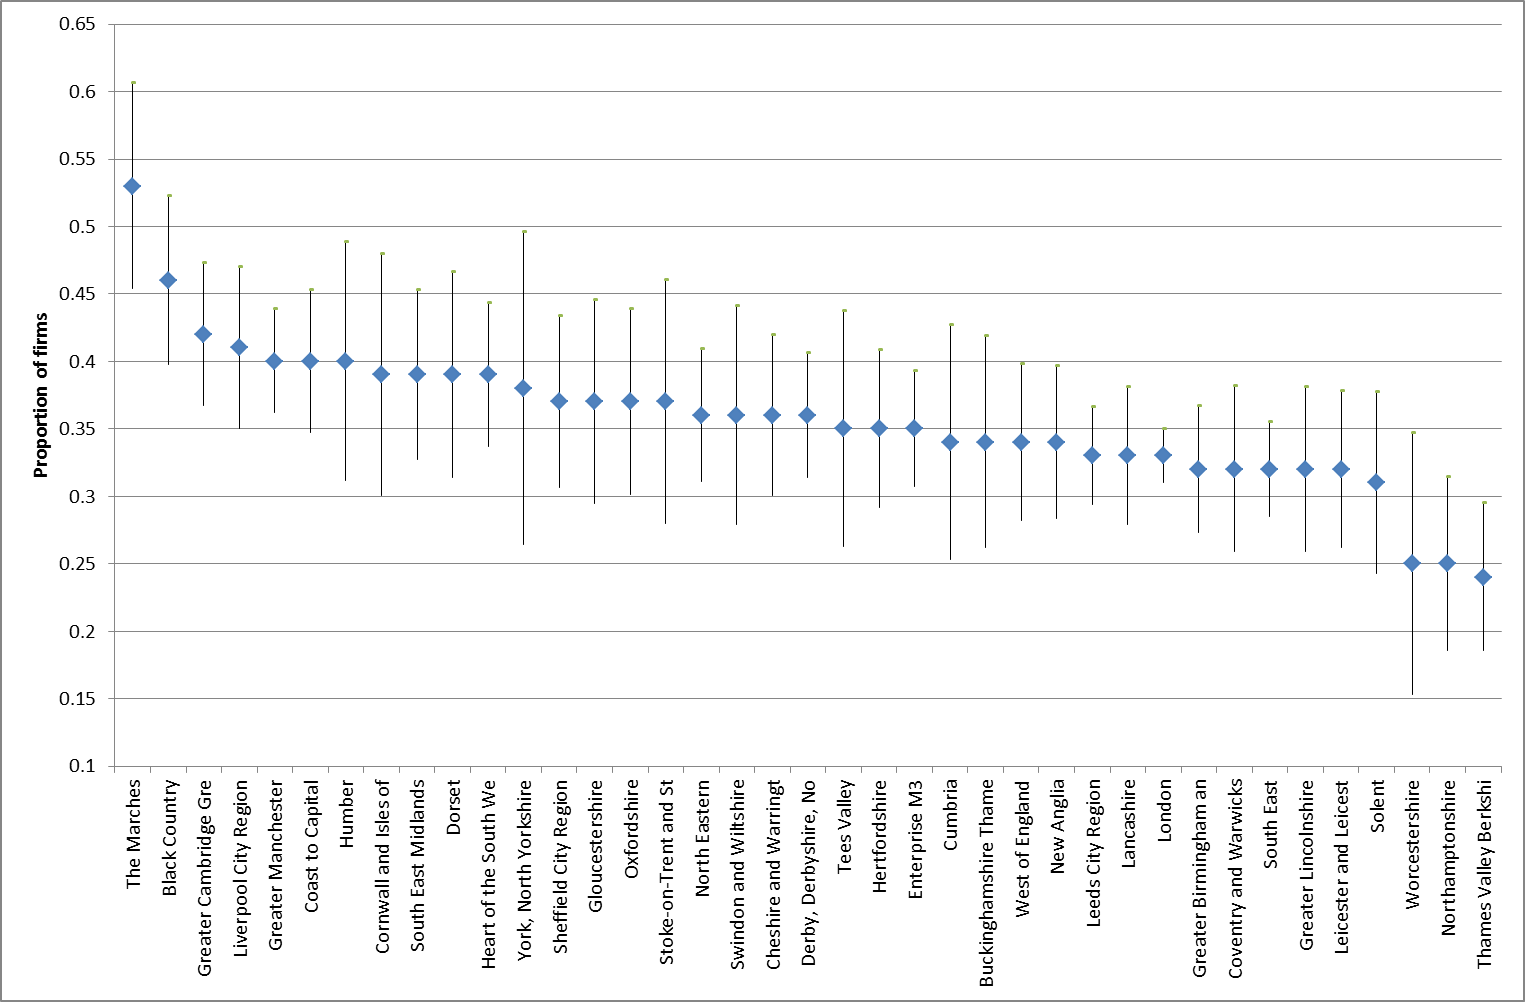 0.65
0.6
0.55
0.5
0.45
0.4
0.35
0.3
0.25
0.2
0.15
0.1
Proportion of firms
The Marches
Black Country
Greater Cambridge Gre
Liverpool City Region
Greater Manchester
Coast to Capital
Humber
Cornwall and Isles of
South East Midlands
Dorset
Heart of the South We
York, North Yorkshire
Sheffield City Region
Gloucestershire
Oxfordshire
Stoke-on-Trent and St
North Eastern
Swindon and Wiltshire
Cheshire and Warringt
Derby, Derbyshire, No
Tees Valley
Hertfordshire
Enterprise M3
Cumbria
Buckinghamshire Thame
West of England
New Anglia
Leeds City Region
Lancashire
London
Greater Birmingham an
Coventry and Warwicks
South East
Greater Lincolnshire
Leicester and Leicest
Solent
Worcestershire
Northamptonshire
Thames Valley Berkshi